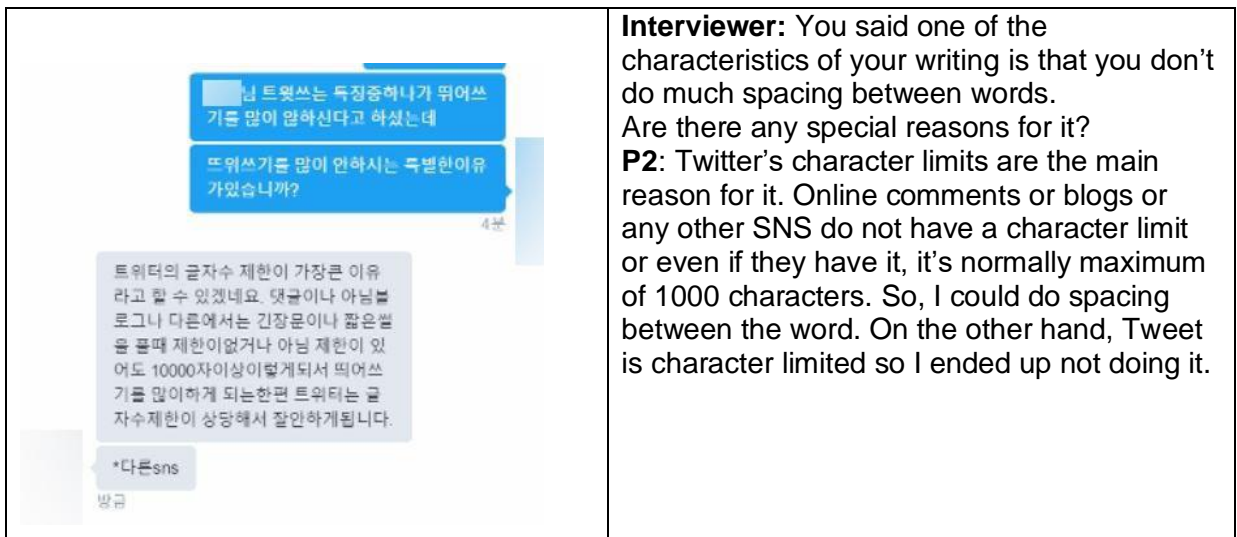 님 트윗쓰는 특징중하나가 뛰어쓰
기를 많이 않하신다고 하셨는데
뜨위쓰기를 많이 안하시는 특별한이유
가있습니까?
4분
트위터의 글자수 제한이 가장큰 이유
라고 할 수 있겠네요. 댓글이나 아님블
로그나 다른에서는 긴장문이나 짧은썰
을 풀때 제한이없거나 아님 제한이 있
어도 10000자이상이렇게되서 띄어쓰
기를 많이하게 되는한편 트위터는 글
자수제한이 상당해서 잘안하게됩니다.
*다른sns
방금
Interviewer: You said one of the
characteristics of your writing is that you don't
do much spacing between words.
Are there any special reasons for it?
P2: Twitter's character limits are the main
reason for it. Online comments or blogs or
any other SNS do not have a character limit
or even if they have it, it's normally maximum
of 1000 characters. So, I could do spacing
between the word. On the other hand, Tweet
is character limited so I ended up not doing it.